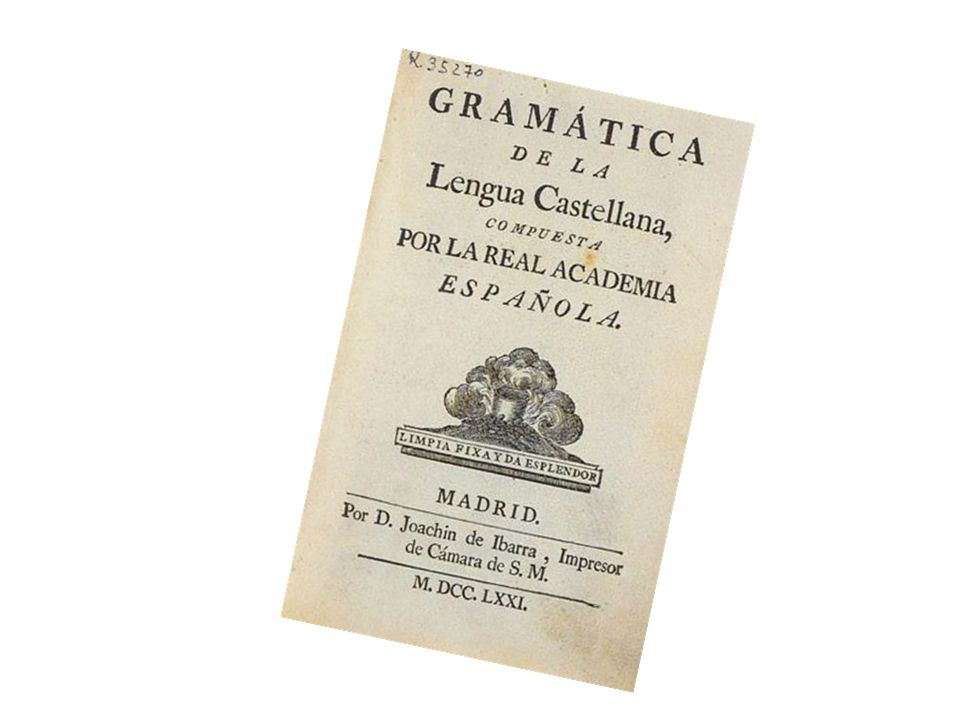 R. 35270
GRAMÁTICA
DE LA
Lengua Castellana,
COMPUESTA
POR LA REAL ACADEMIA
ESPAÑOLA.
LIMPIA FIXA Y DA ESPLENDOR
MADRID.
Por D. Joachin de Ibarra, Impresor
de Cámara de S. M.
M. DCC. LXXI.